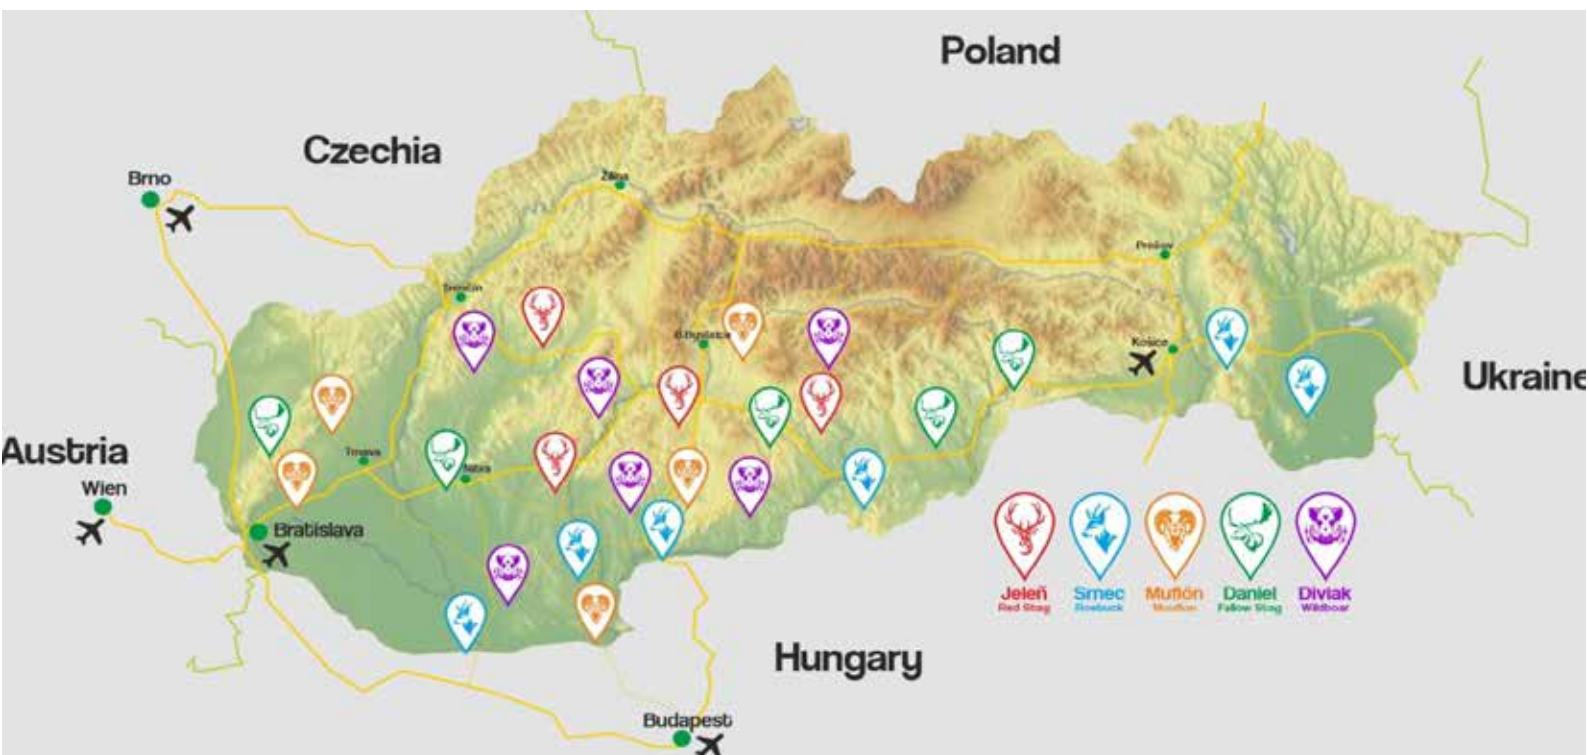 Poland
Czechia
Brno
Žilina
Prešov
Trenčín
B.Bystrica
Košice
Ukraine
Austria
Trnava
Nitra
Wien
Bratislava
Jeleň Srnec Muflón Daniel Diviak
Red Stag Roebuck Mouflon Fallow Stag Wildboar
Hungary
Budapest